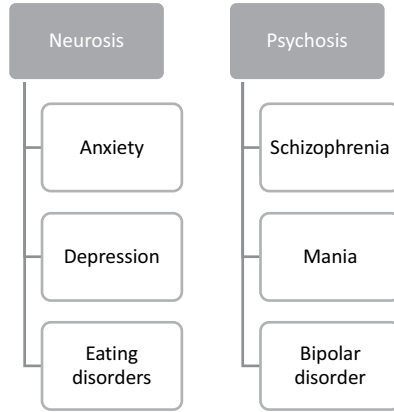 Neurosis
Anxiety
Depression
Eating
disorders
Psychosis
Schizophrenia
Mania
Bipolar
disorder